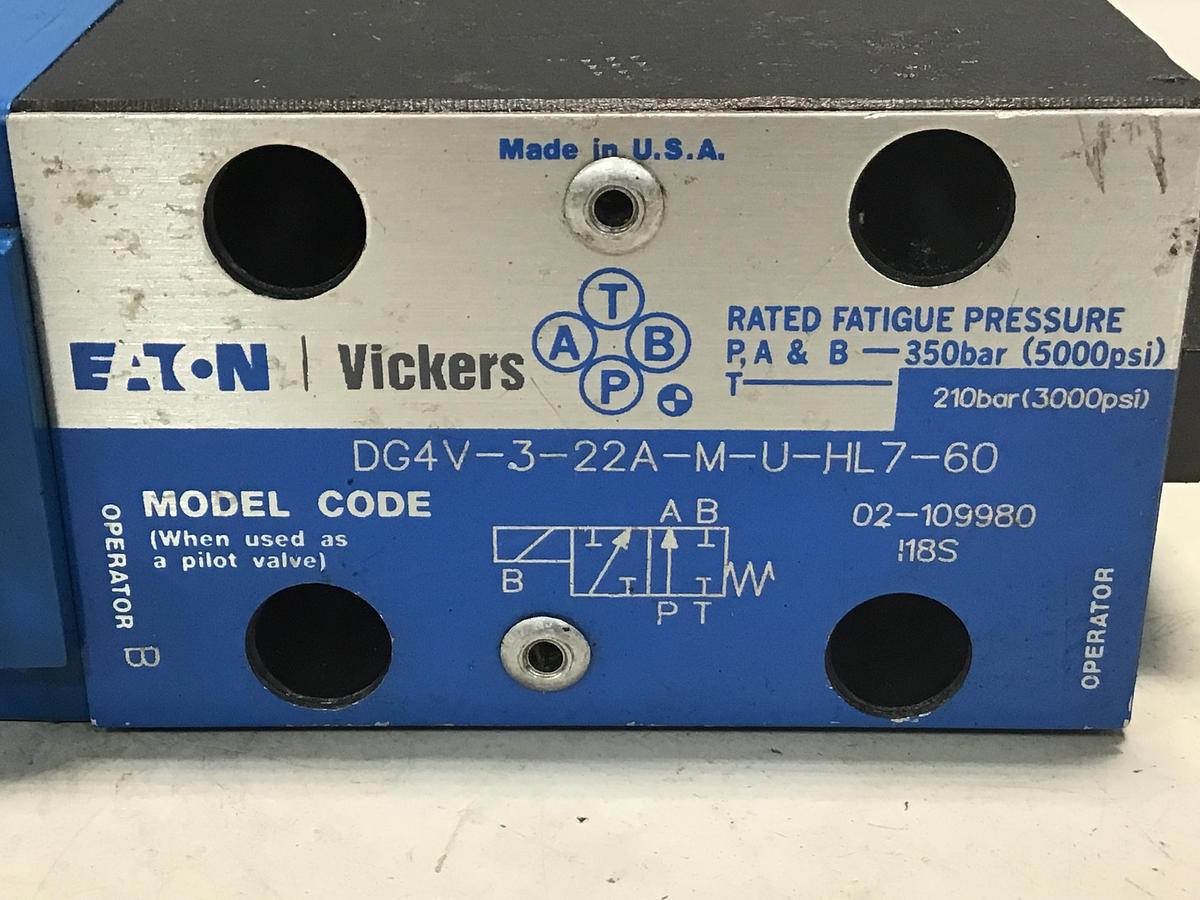 Made in U.S.A.
T
A B
P
EATON | Vickers
RATED FATIGUE PRESSURE
P, A & B — 350bar (5000psi)
T — 210bar (3000psi)
DG4V-3-22A-M-U-HL7-60
MODEL CODE
(When used as
a pilot valve)
A B
B
P T
02-109980
118S
OPERATOR B
OPERATOR